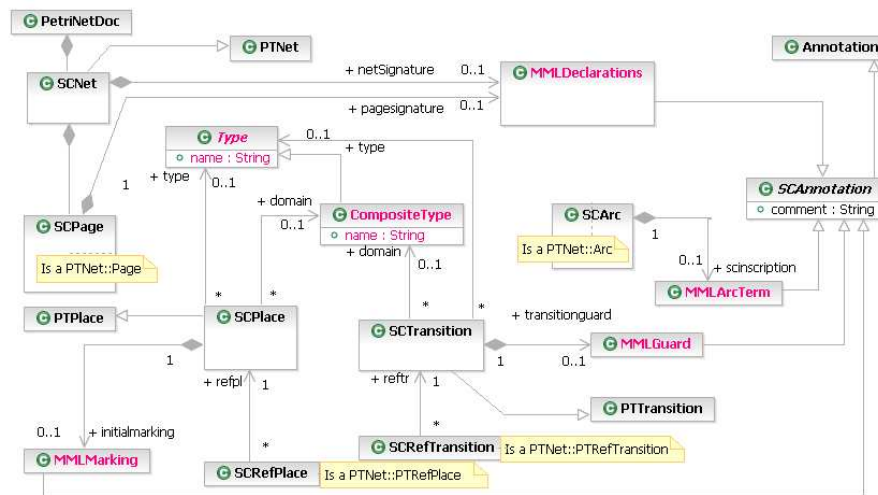 PetriNetDoc
PTNet
Annotation
SCNet
+ netSignature
0..1
MMLDeclarations
+ pagesignature
0..1
Type
name : String
0..1
+ type
1
+ type
0..1
+ domain
0..1
CompositeType
name : String
SCArc
SCAnnotation
comment : String
SCPage
Is a PTNet::Page
+ domain
0..1
Is a PTNet::Arc
1
0..1
+ scinscription
MMLArcTerm
*
*
*
*
PTPlace
SCPlace
SCTransition
+ transitionguard
MMLGuard
1
1
0..1
+ refpl
1
+ reftr
1
PTTransition
0..1
+ initialmarking
*
*
SCRefTransition
Is a PTNet::PTRefTransition
MMLMarking
SCRefPlace
Is a PTNet::PTRefPlace